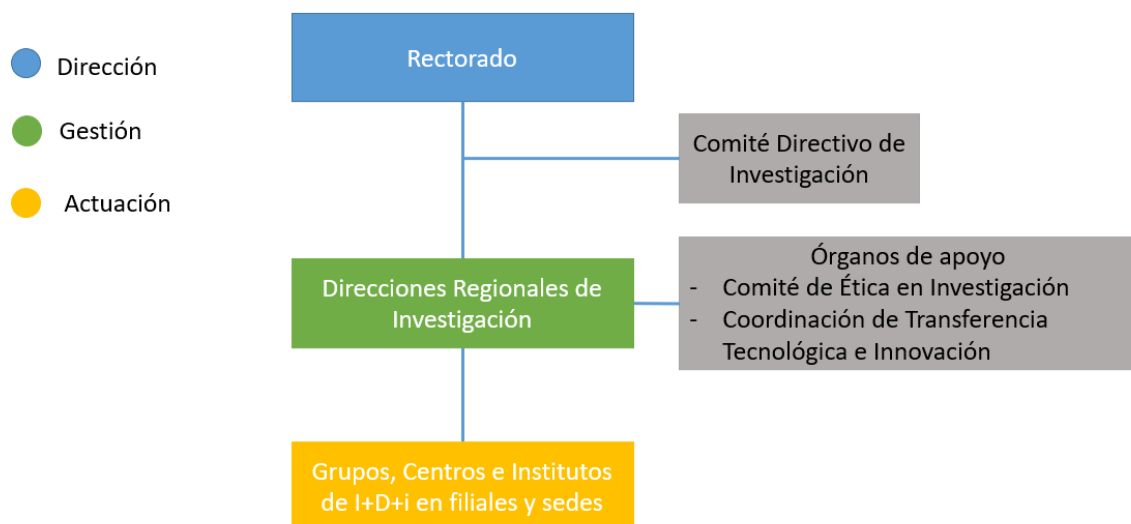 Dirección
Gestión
Actuación
Rectorado
Comité Directivo de
Investigación
Direcciones Regionales de
Investigación
Órganos de apoyo
- Comité de Ética en Investigación
- Coordinación de Transferencia
Tecnológica e Innovación
Grupos, Centros e Institutos
de I+D+i en filiales y sedes